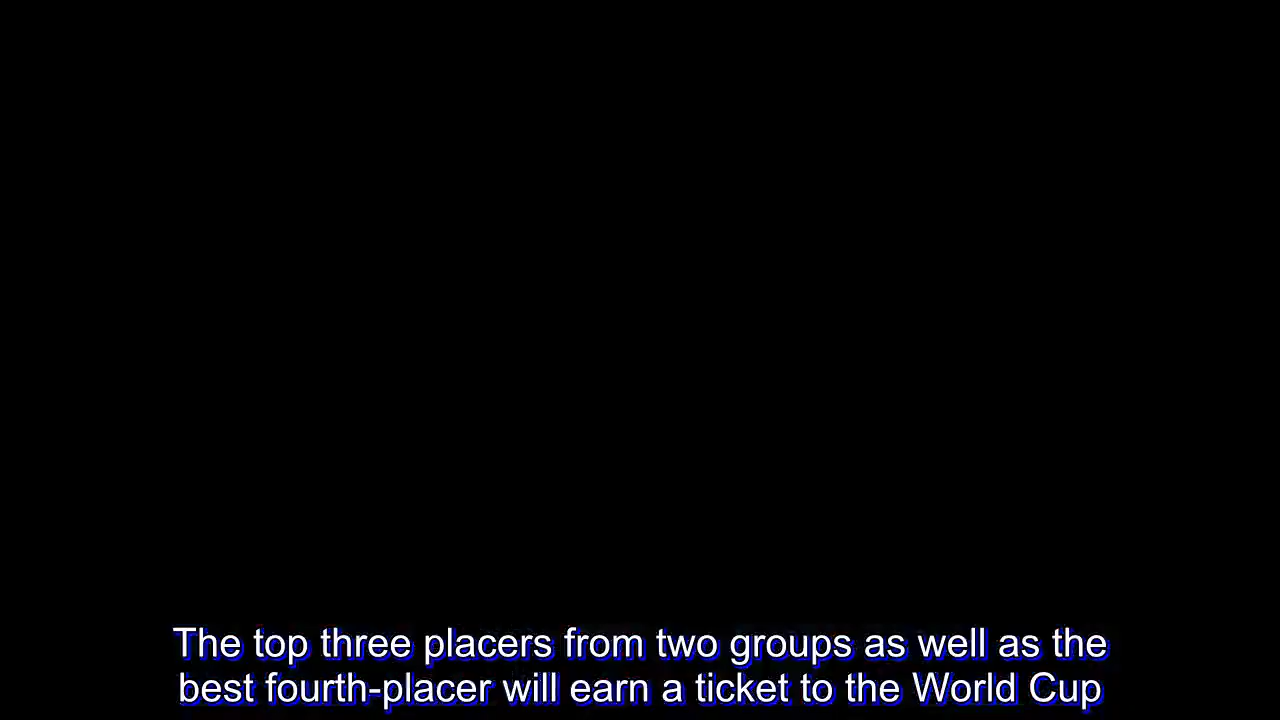 The top three placers from two groups as well as the
best fourth-placer will earn a ticket to the World Cup